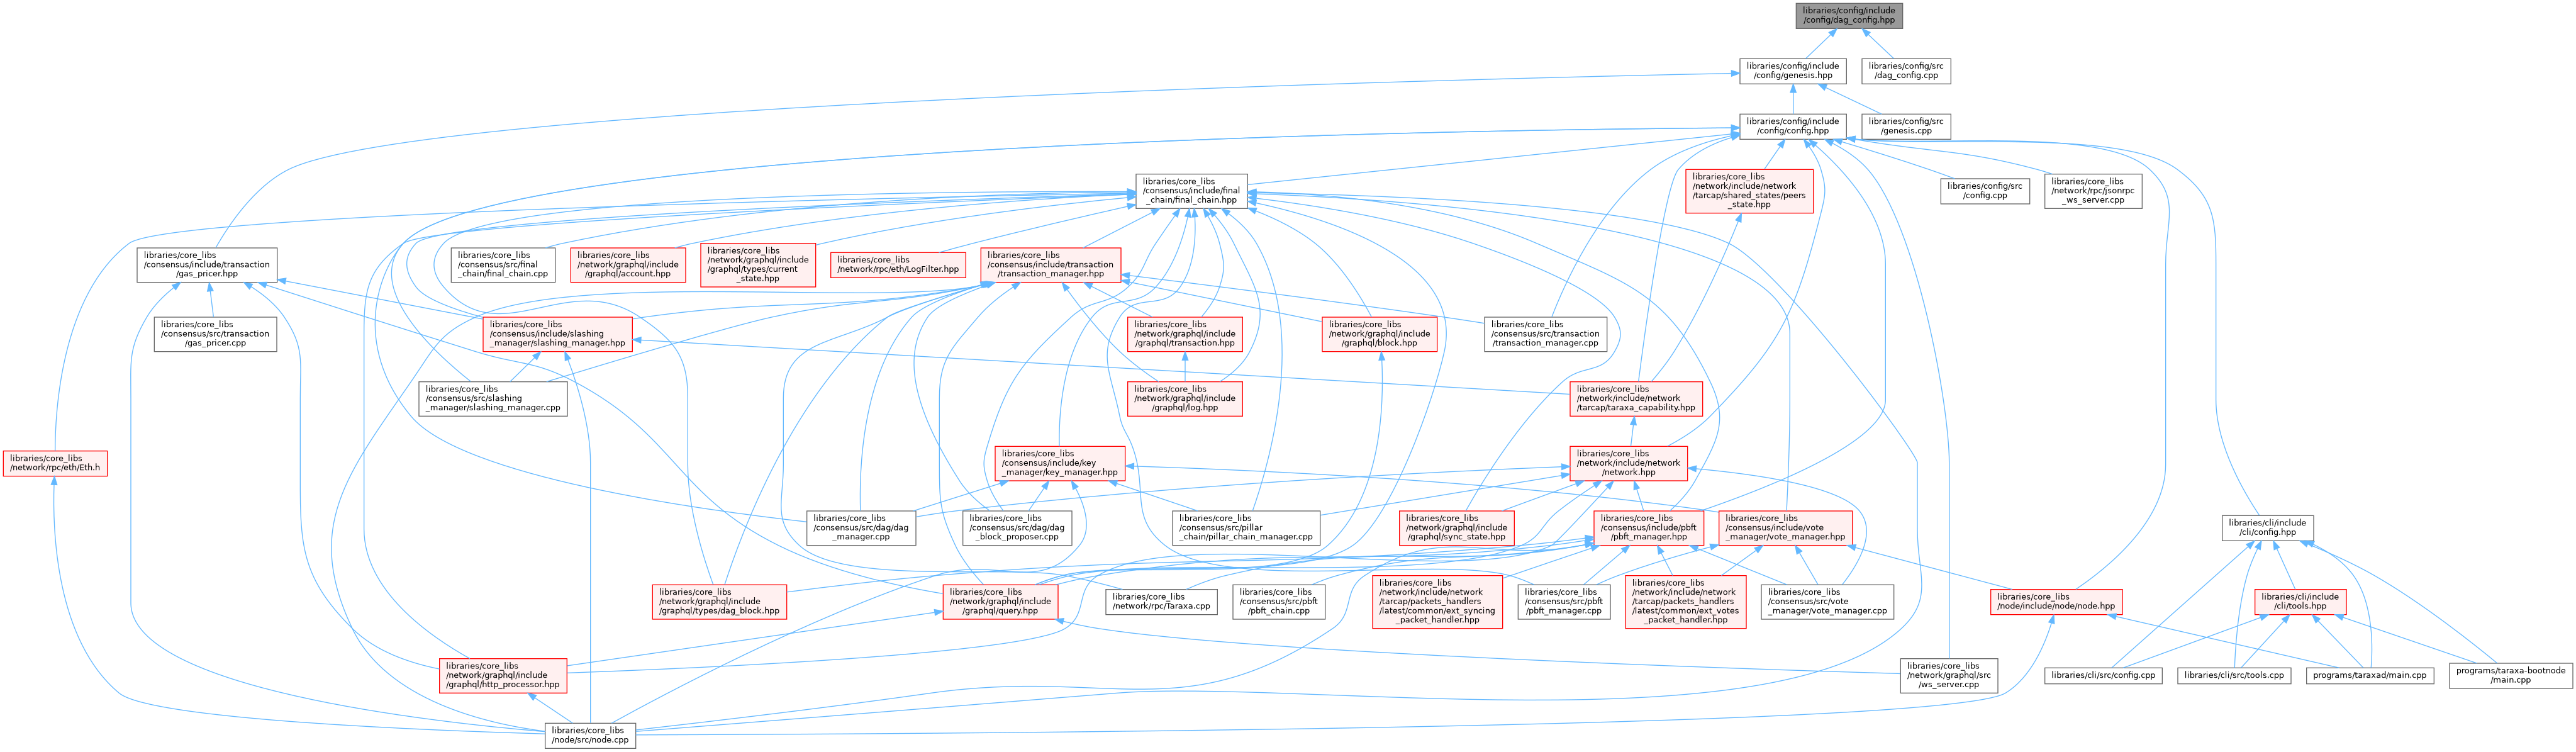 libraries/config/include
/config/dag_config.hpp
libraries/config/include
/config/genesis.hpp
libraries/config/src
/dag_config.cpp
libraries/config/include
/config/config.hpp
libraries/config/src
/genesis.cpp
libraries/core_libs
/consensus/include/final
_chain/final_chain.hpp
libraries/core_libs
/network/include/network
/tarcap/shared_states/peers
_state.hpp
libraries/config/src
/config.cpp
libraries/core_libs
/network/rpc/jsonrpc
_ws_server.cpp
libraries/core_libs
/consensus/include/transaction
/gas_pricer.hpp
libraries/core_libs
/consensus/src/final
_chain/final_chain.cpp
libraries/core_libs
/network/graphql/include
/graphql/account.hpp
libraries/core_libs
/network/graphql/include
/graphql/types/current
_state.hpp
libraries/core_libs
/network/rpc/eth/LogFilter.hpp
libraries/core_libs
/consensus/include/transaction
/transaction_manager.hpp
libraries/core_libs
/consensus/src/transaction
/gas_pricer.cpp
libraries/core_libs
/consensus/include/slashing
_manager/slashing_manager.hpp
libraries/core_libs
/network/graphql/include
/graphql/transaction.hpp
libraries/core_libs
/network/graphql/include
/graphql/block.hpp
libraries/core_libs
/consensus/src/transaction
/transaction_manager.cpp
libraries/core_libs
/consensus/src/slashing
_manager/slashing_manager.cpp
libraries/core_libs
/network/graphql/include
/graphql/log.hpp
libraries/core_libs
/network/include/network
/tarcap/taraxa_capability.hpp
libraries/core_libs
/network/rpc/eth/Eth.h
libraries/core_libs
/consensus/include/key
_manager/key_manager.hpp
libraries/core_libs
/network/include/network
/network.hpp
libraries/core_libs
/consensus/src/dag/dag
_manager.cpp
libraries/core_libs
/consensus/src/dag/dag
_block_proposer.cpp
libraries/core_libs
/consensus/src/pillar
_chain/pillar_chain_manager.cpp
libraries/core_libs
/network/graphql/include
/graphql/sync_state.hpp
libraries/core_libs
/consensus/include/pbft
/pbft_manager.hpp
libraries/core_libs
/consensus/include/vote
_manager/vote_manager.hpp
libraries/cli/include
/cli/config.hpp
libraries/core_libs
/network/graphql/include
/graphql/types/dag_block.hpp
libraries/core_libs
/network/graphql/include
/graphql/query.hpp
libraries/core_libs
/network/rpc/Taraxa.cpp
libraries/core_libs
/consensus/src/pbft
/pbft_chain.cpp
libraries/core_libs
/network/include/network
/tarcap/packets_handlers
/latest/common/ext_syncing
_packet_handler.hpp
libraries/core_libs
/consensus/src/pbft
/pbft_manager.cpp
libraries/core_libs
/network/include/network
/tarcap/packets_handlers
/latest/common/ext_votes
_packet_handler.hpp
libraries/core_libs
/consensus/src/vote
_manager/vote_manager.cpp
libraries/core_libs
/node/include/node/node.hpp
libraries/cli/include
/cli/tools.hpp
libraries/core_libs
/network/graphql/include
/graphql/http_processor.hpp
libraries/core_libs
/network/graphql/src
/ws_server.cpp
libraries/cli/src/config.cpp
libraries/cli/src/tools.cpp
programs/taraxad/main.cpp
programs/taraxa-bootnode
/main.cpp
libraries/core_libs
/node/src/node.cpp